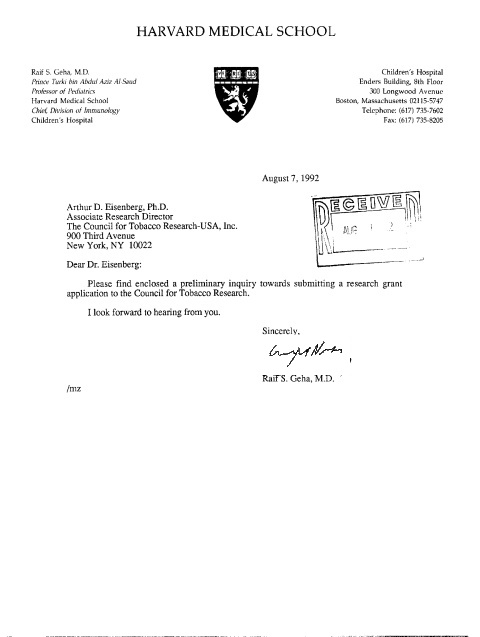 HARVARD MEDICAL SCHOOL
Raif S. Geha, M.D.
Prince Turki bin Abdul Aziz Al-Saud
Professor of Pediatrics
Harvard Medical School
Chief, Division of Immunology
Children's Hospital
Children's Hospital
Enders Building, 8th Floor
300 Longwood Avenue
Boston, Massachusetts 02115-5747
Telephone: (617) 735-7602
Fax: (617) 735-8205
August 7, 1992
RECEIVED
AUG 1 2
Arthur D. Eisenberg, Ph.D.
Associate Research Director
The Council for Tobacco Research-USA, Inc.
900 Third Avenue
New York, NY 10022
Dear Dr. Eisenberg:
Please find enclosed a preliminary inquiry towards submitting a research grant
application to the Council for Tobacco Research.
I look forward to hearing from you.
Sincerely,
Raif S. Geha, M.D.
/mz